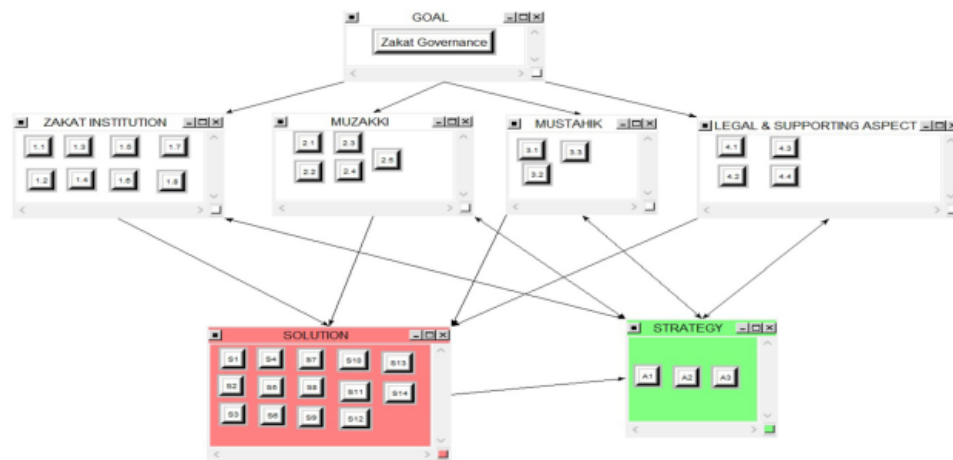 GOAL
Zakat Governance
ZAKAT INSTITUTION
1.1 1.3 1.5 1.7
1.2 1.4 1.6 1.8
MUZAKKI
2.1 2.3
2.5
2.2 2.4
MUSTAHIK
3.1 3.3
3.2
LEGAL & SUPPORTING ASPECT
4.1 4.3
4.2 4.4
SOLUTION
S1 S4 S7 S10 S13
S2 S5 S8 S11 S14
S3 S6 S9 S12
STRATEGY
A1 A2 A3